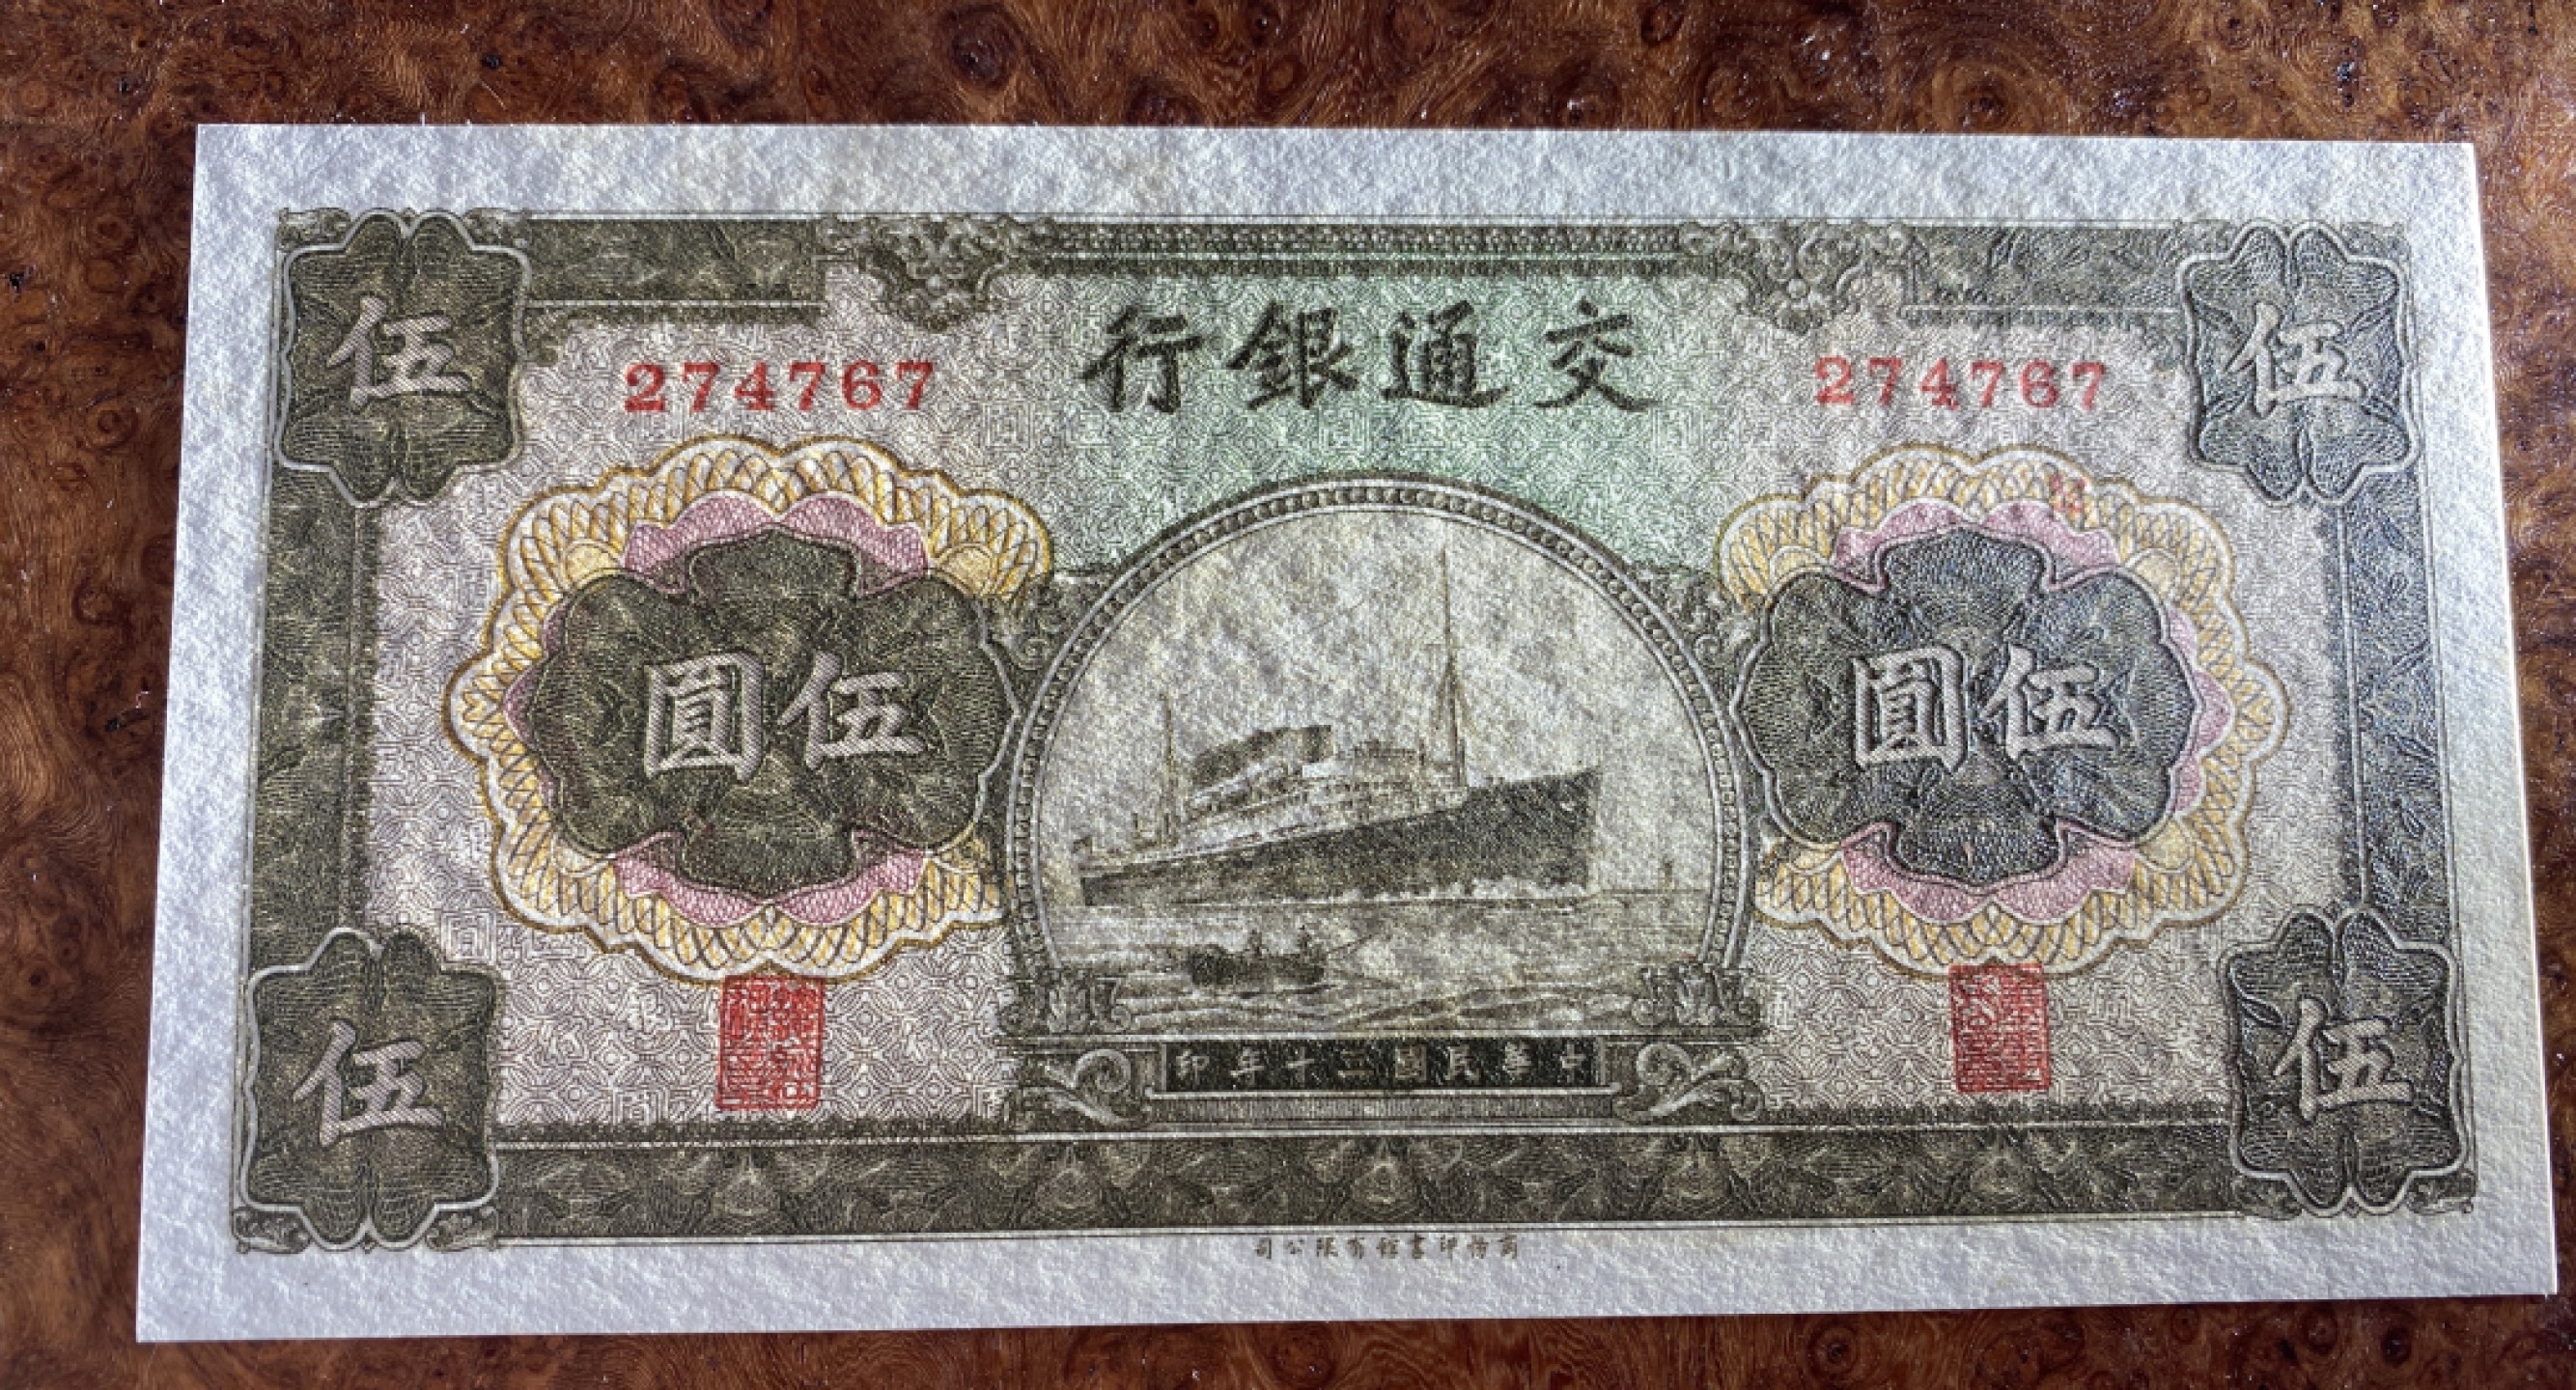 交通銀行
274767
274767
伍
伍
伍圓
伍圓
伍
伍
中華民國三十年印
商務印書館有限公司